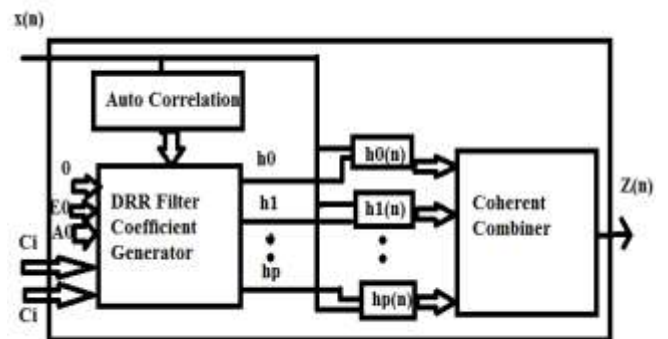 x(n)
Auto Correlation
0
E0
A0
Ci
Ci
DRR Filter
Coefficient
Generator
h0
h1
hp
h0(n)
h1(n)
hp(n)
Coherent
Combiner
Z(n)